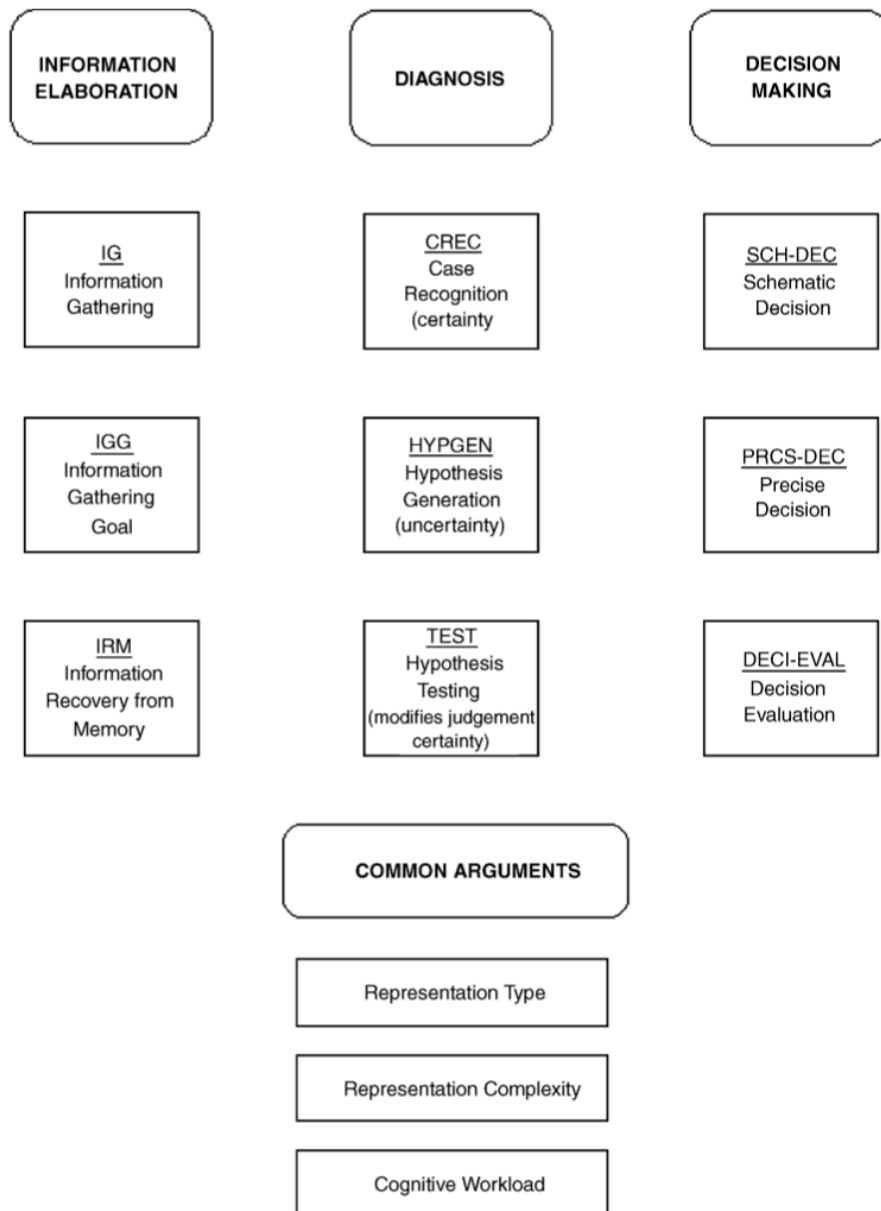 INFORMATION
ELABORATION
DIAGNOSIS
DECISION
MAKING
IG
Information
Gathering
CREC
Case
Recognition
(certainty
SCH-DEC
Schematic
Decision
IGG
Information
Gathering
Goal
HYPGEN
Hypothesis
Generation
(uncertainty)
PRCS-DEC
Precise
Decision
IRM
Information
Recovery from
Memory
TEST
Hypothesis
Testing
(modifies judgement
certainty)
DECI-EVAL
Decision
Evaluation
COMMON ARGUMENTS
Representation Type
Representation Complexity
Cognitive Workload